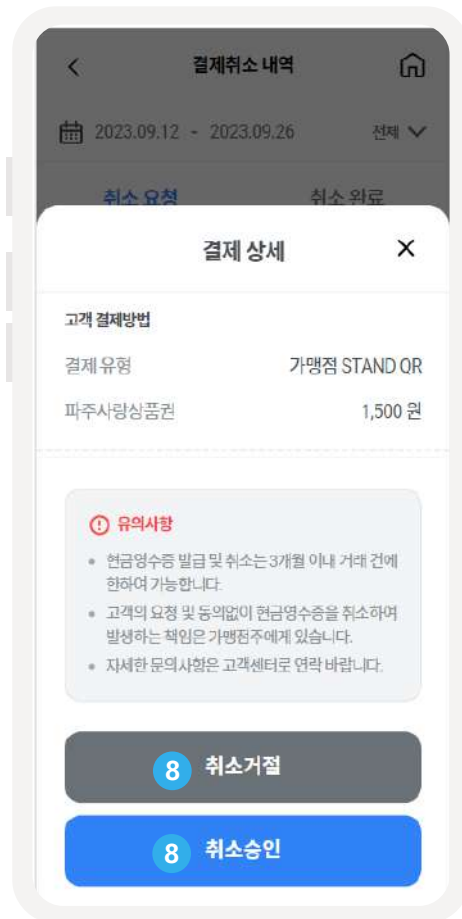 결제취소 내역
2023.09.12 - 2023.09.26 전체
취소 요청 취소 완료
결제 상세
고객 결제방법
결제 유형 가맹점 STAND QR
파주사랑상품권 1,500 원
유의사항
현금영수증 발급 및 취소는 3개월 이내 거래 건에
한하여 가능합니다.
고객의 요청 및 동의없이 현금영수증을 취소하여
발생하는 책임은 가맹점주에게 있습니다.
자세한 문의사항은 고객센터로 연락 바랍니다.
8 취소거절
8 취소승인